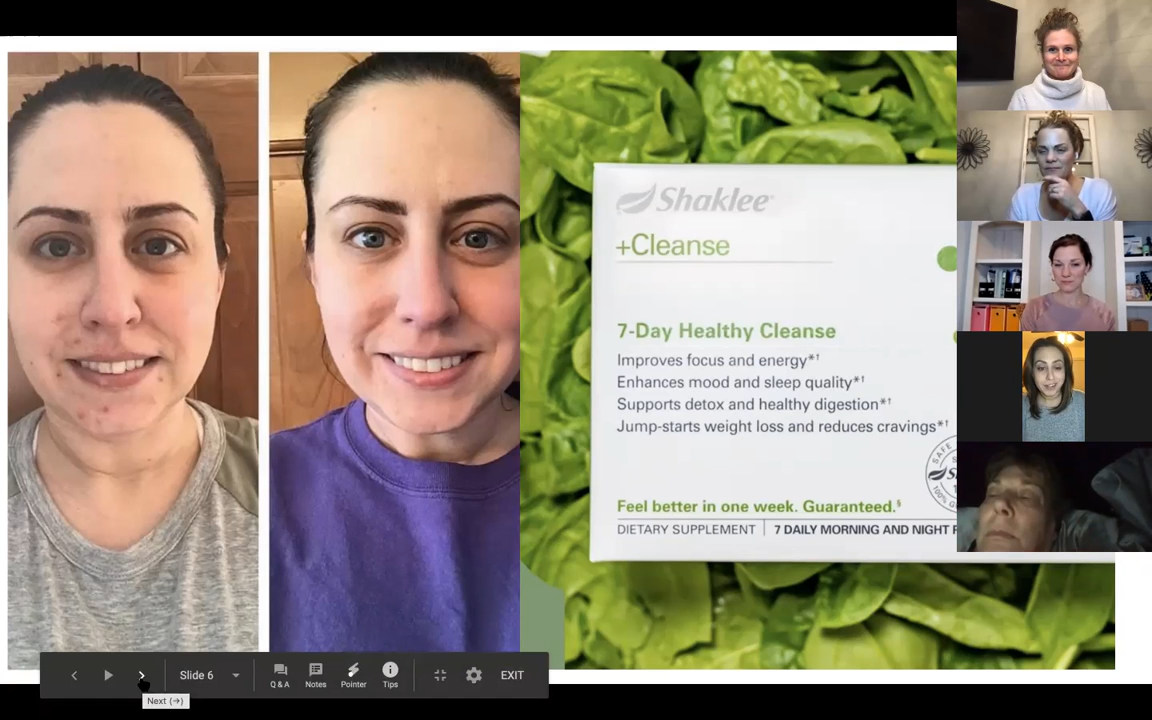 Shaklee®
+Cleanse
7-Day Healthy Cleanse
Improves focus and energy*†
Enhances mood and sleep quality*†
Supports detox and healthy digestion*†
Jump-starts weight loss and reduces cravings*†
Feel better in one week. Guaranteed.§
DIETARY SUPPLEMENT | 7 DAILY MORNING AND NIGHT
SAFE
100%
Slide 6
Q & A
Notes
Pointer
Tips
EXIT
Next (→)